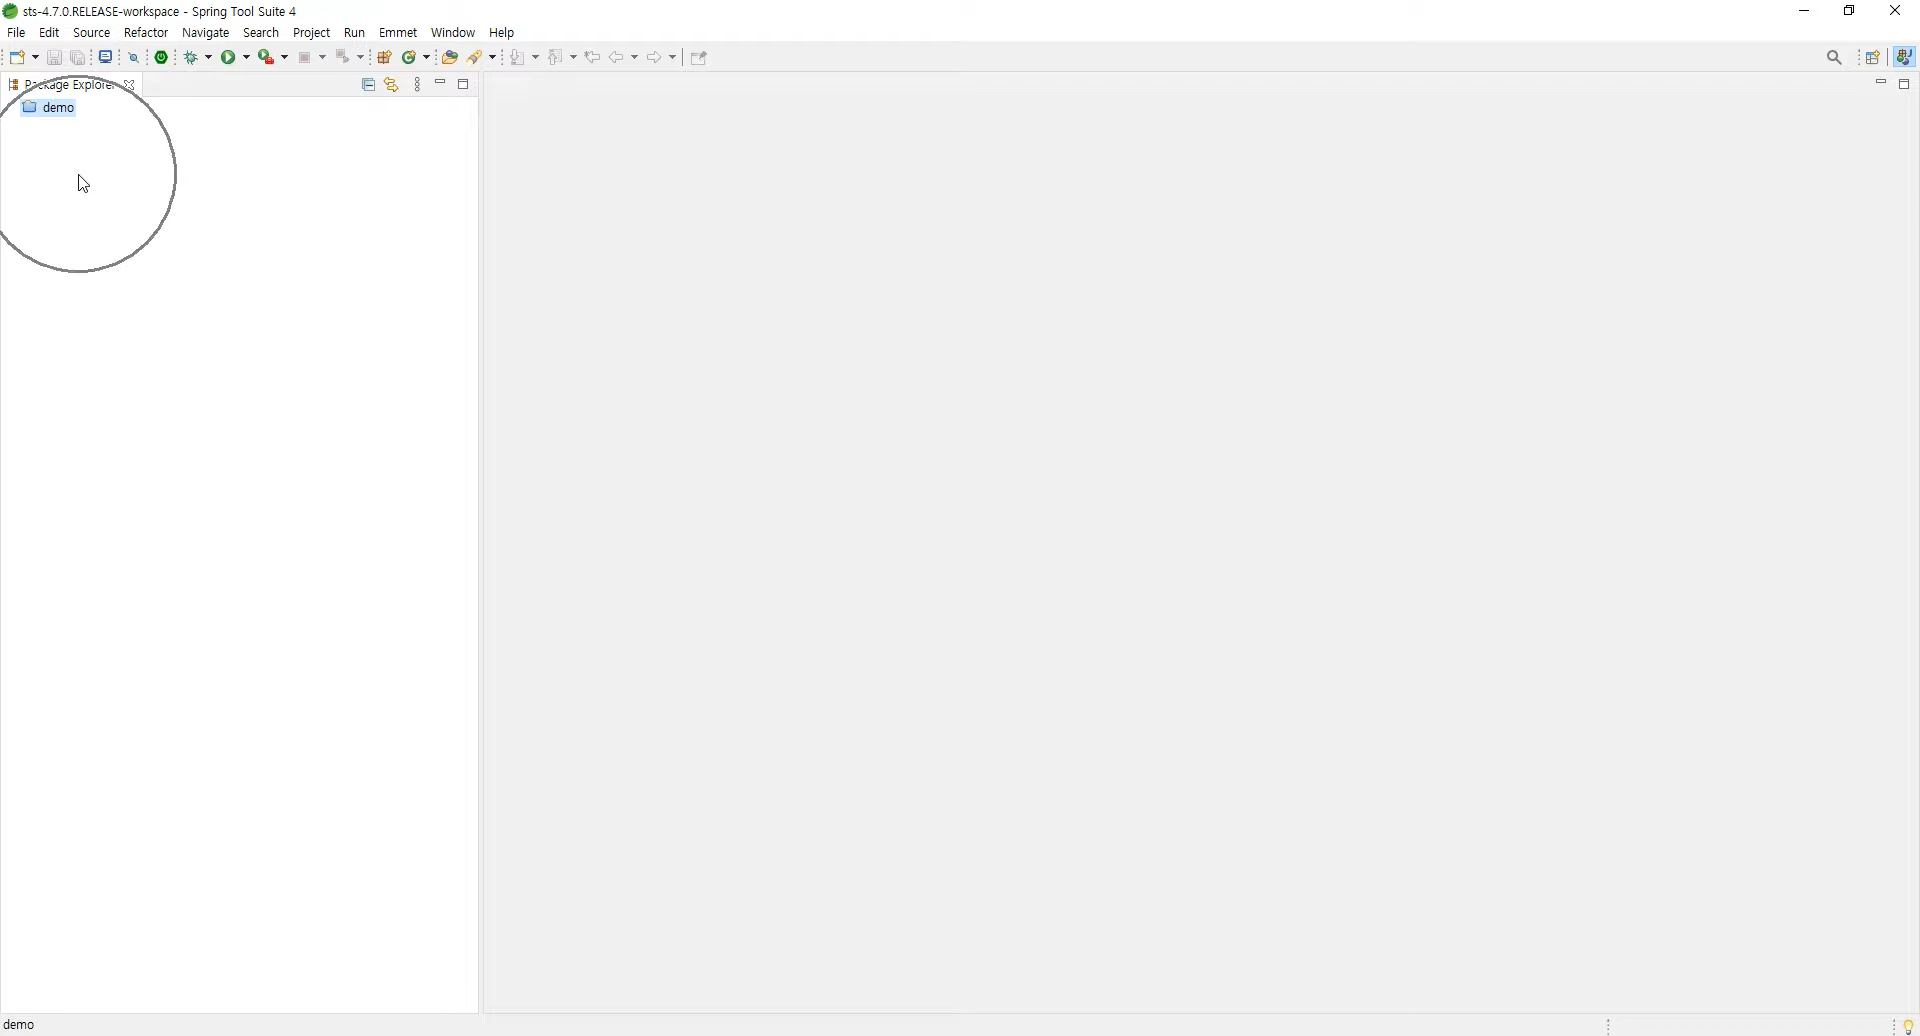 sts-4.7.0.RELEASE-workspace - Spring Tool Suite 4
File Edit Source Refactor Navigate Search Project Run Emmet Window Help
Package Explorer
demo
demo